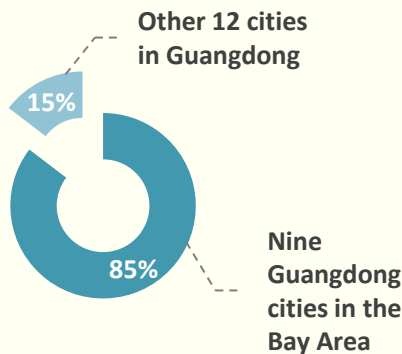 Other 12 cities
in Guangdong
15%
85%
Nine
Guangdong
cities in the
Bay Area